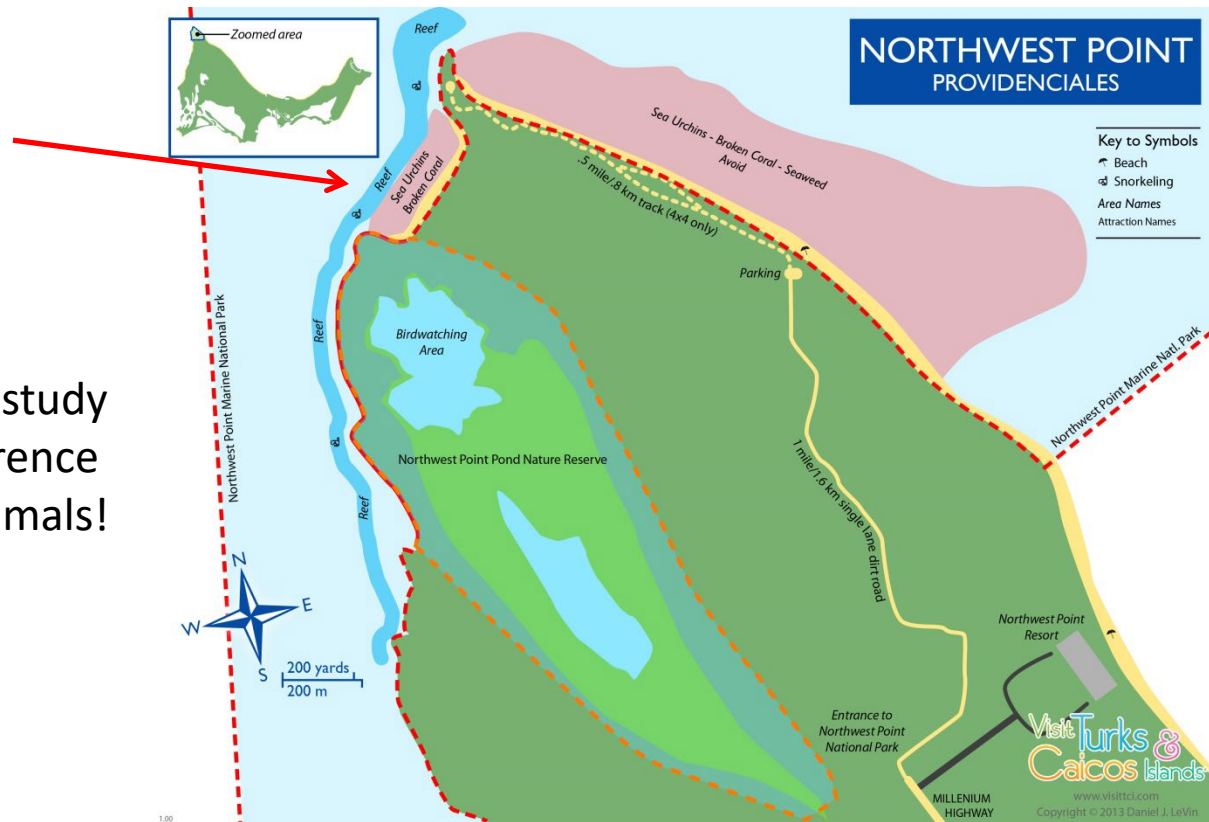 Zoomed area
Reef
NORTHWEST POINT
PROVIDENCIALES
Key to Symbols
Beach
Snorkeling
Area Names
Attraction Names
Sea Urchins - Broken Coral - Seaweed
Avoid
Reef
Sea Urchins
Broken Coral
.5 mile/.8 km track (4x4 only)
Parking
Birdwatching
Area
Reef
Northwest Point Marine National Park
Northwest Point Marine Natl. Park
study
rence
mals!
Northwest Point Pond Nature Reserve
Reef
1 mile/1.6 km single lane dirt road
N
W
E
S
200 yards
200 m
Northwest Point
Resort
Entrance to
Northwest Point
National Park
MILLENIUM
HIGHWAY
Visit Turks &
Caicos Islands
www.visittci.com
Copyright © 2013 Daniel J. LeVin
1.00